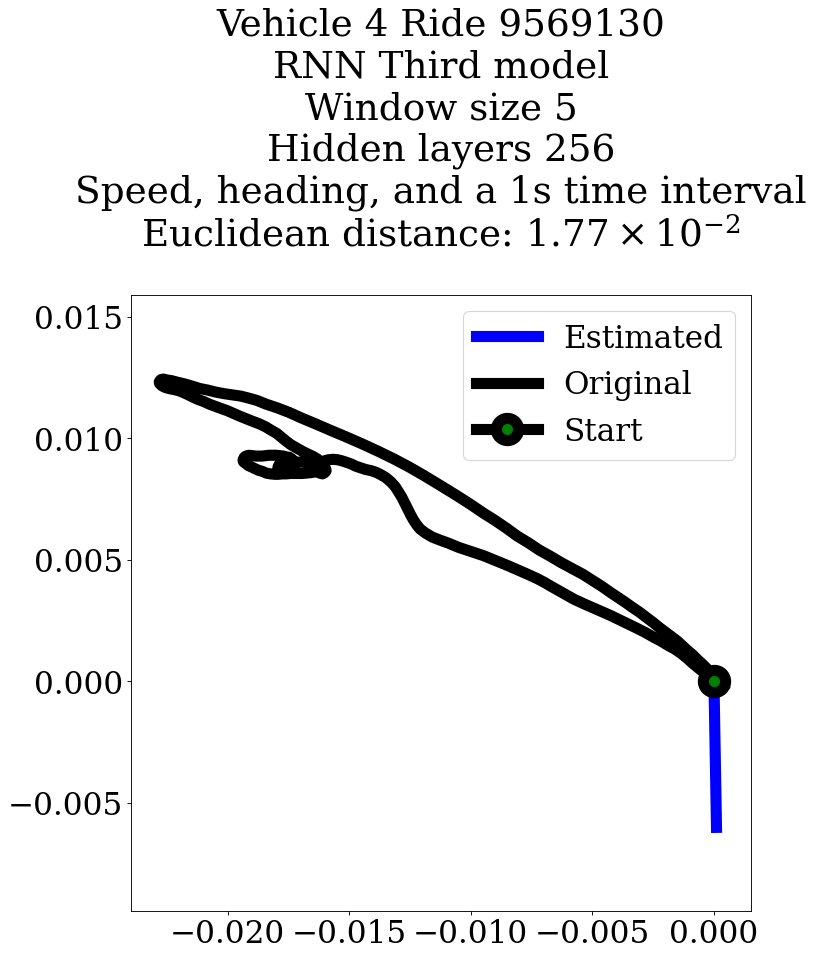 Vehicle 4 Ride 9569130
RNN Third model
Window size 5
Hidden layers 256
Speed, heading, and a 1s time interval
Euclidean distance: 1.77 × 10⁻²
0.015
Estimated
Original
Start
0.010
0.005
0.000
−0.005
−0.020 −0.015 −0.010 −0.005 0.000